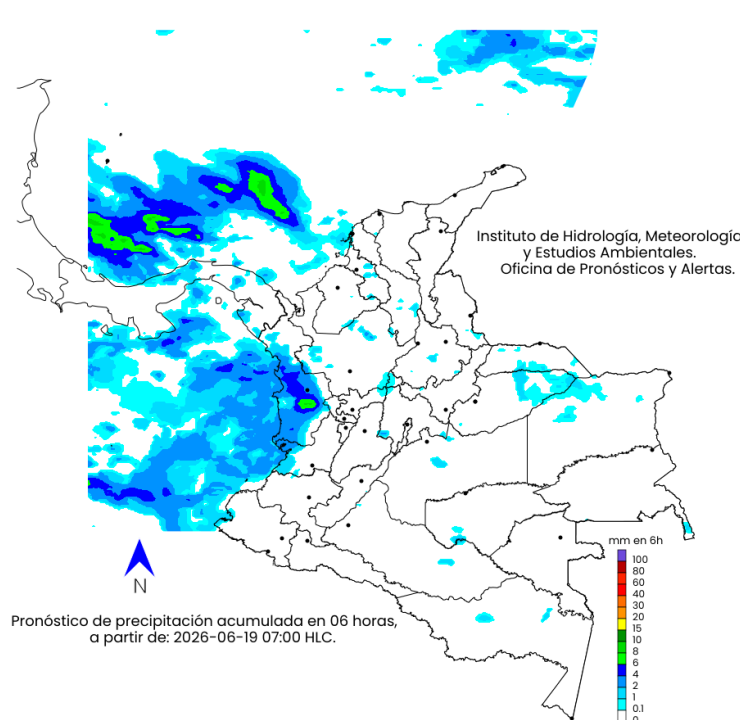 Instituto de Hidrología, Meteorología
y Estudios Ambientales.
Oficina de Pronósticos y Alertas.
mm en 6h
100
80
60
40
30
20
15
10
8
6
4
2
1
0.1
0
N
Pronóstico de precipitación acumulada en 06 horas,
a partir de: 2026-06-19 07:00 HLC.